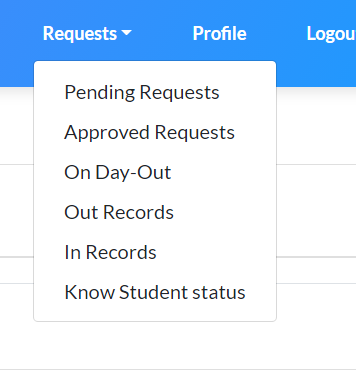 Requests Profile Logou
Pending Requests
Approved Requests
On Day-Out
Out Records
In Records
Know Student status